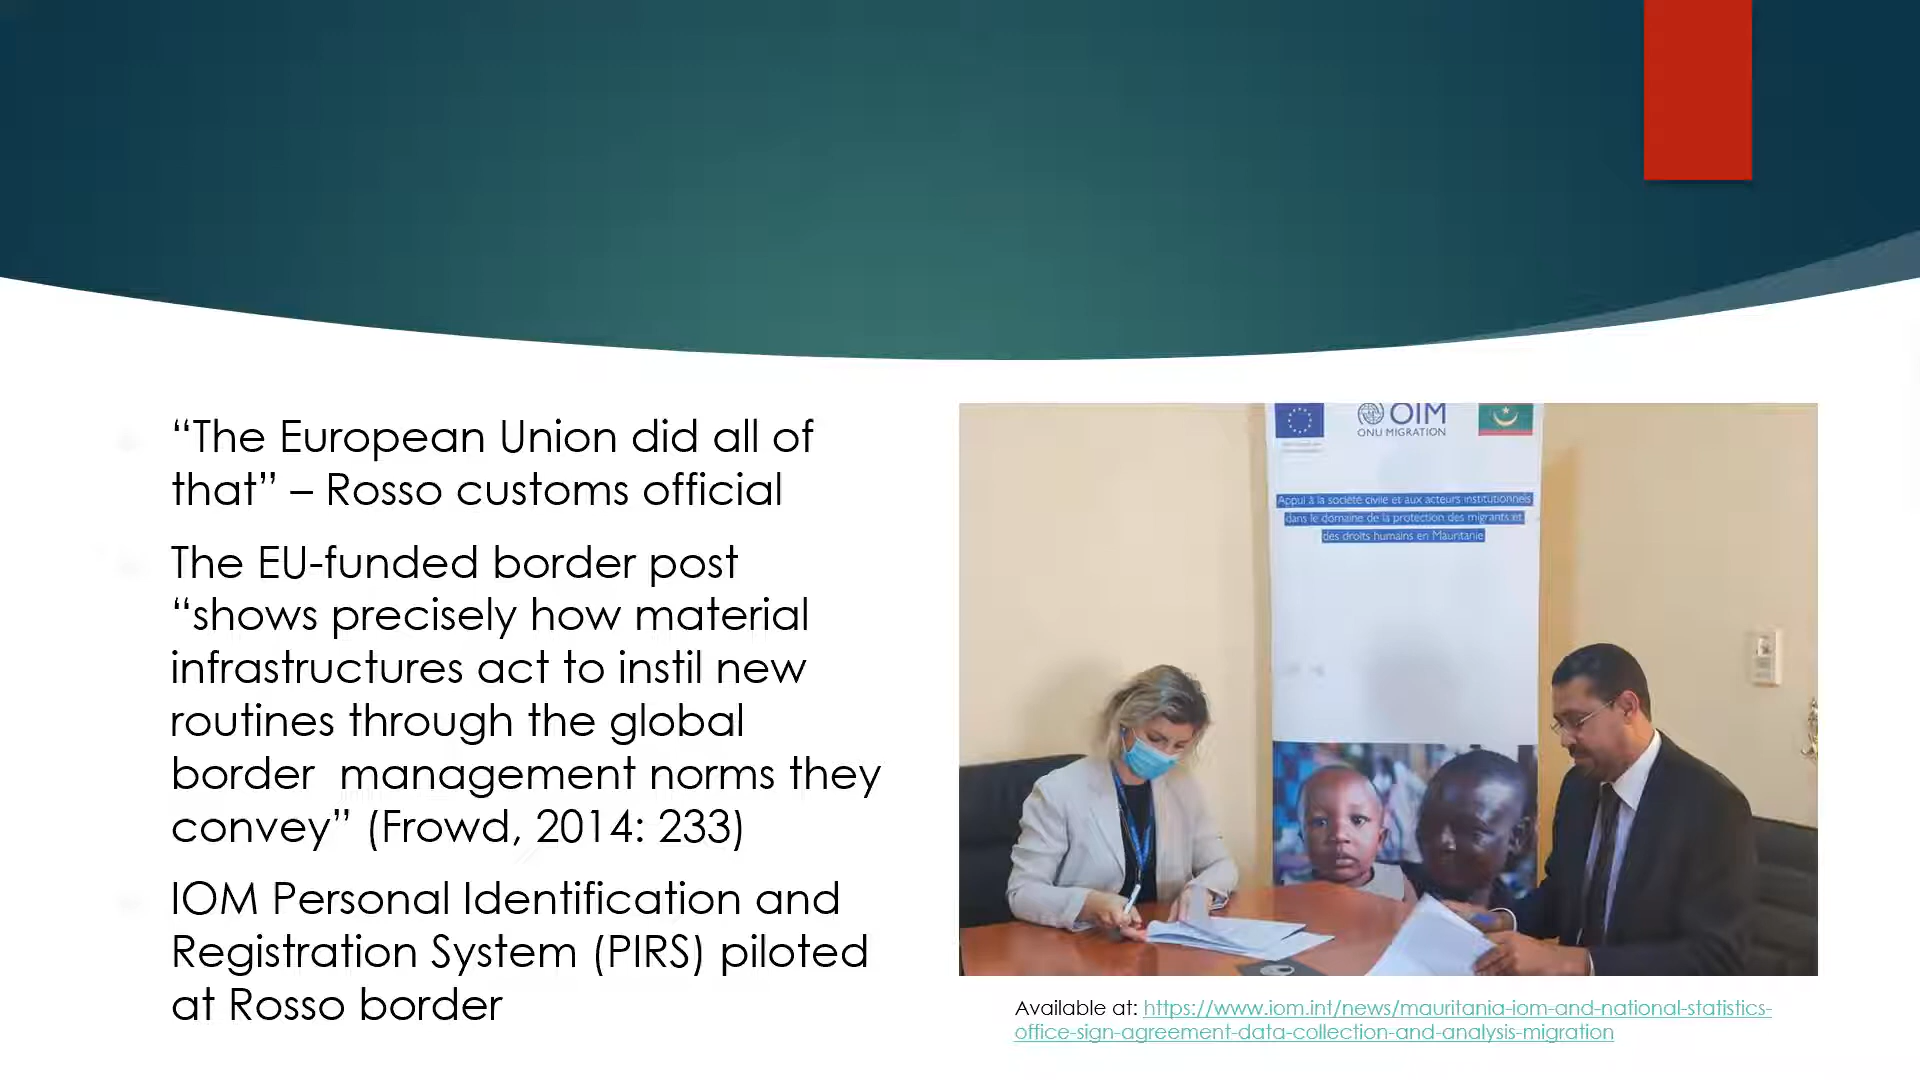 “The European Union did all of
that” – Rosso customs official
The EU-funded border post
“shows precisely how material
infrastructures act to instil new
routines through the global
border  management norms they
convey” (Frowd, 2014: 233)
IOM Personal Identification and
Registration System (PIRS) piloted
at Rosso border
OIM
ONU MIGRATION
Appui à la société civile et aux acteurs institutionnels
dans le domaine de la protection des migrants et
des droits humains en Mauritanie
Available at: https://www.iom.int/news/mauritania-iom-and-national-statistics-
office-sign-agreement-data-collection-and-analysis-migration